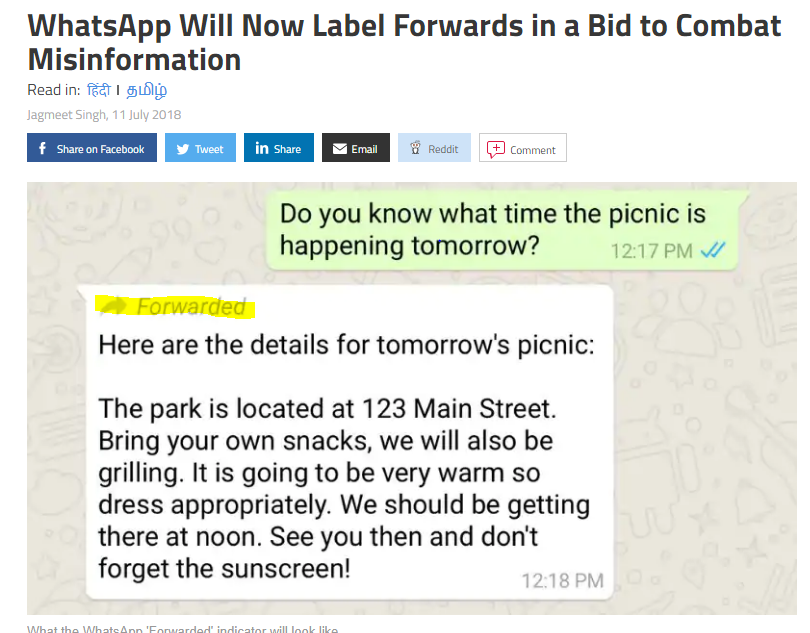 WhatsApp Will Now Label Forwards in a Bid to Combat
Misinformation
Read in: हिंदी | தமிழ்
Jagmeet Singh, 11 July 2018
Share on Facebook Tweet Share Email Reddit Comment
Do you know what time the picnic is
happening tomorrow? 12:17 PM
Forwarded
Here are the details for tomorrow's picnic:
The park is located at 123 Main Street.
Bring your own snacks, we will also be
grilling. It is going to be very warm so
dress appropriately. We should be getting
there at noon. See you then and don't
forget the sunscreen! 12:18 PM
What the WhatsApp 'Forwarded' indicator will look like